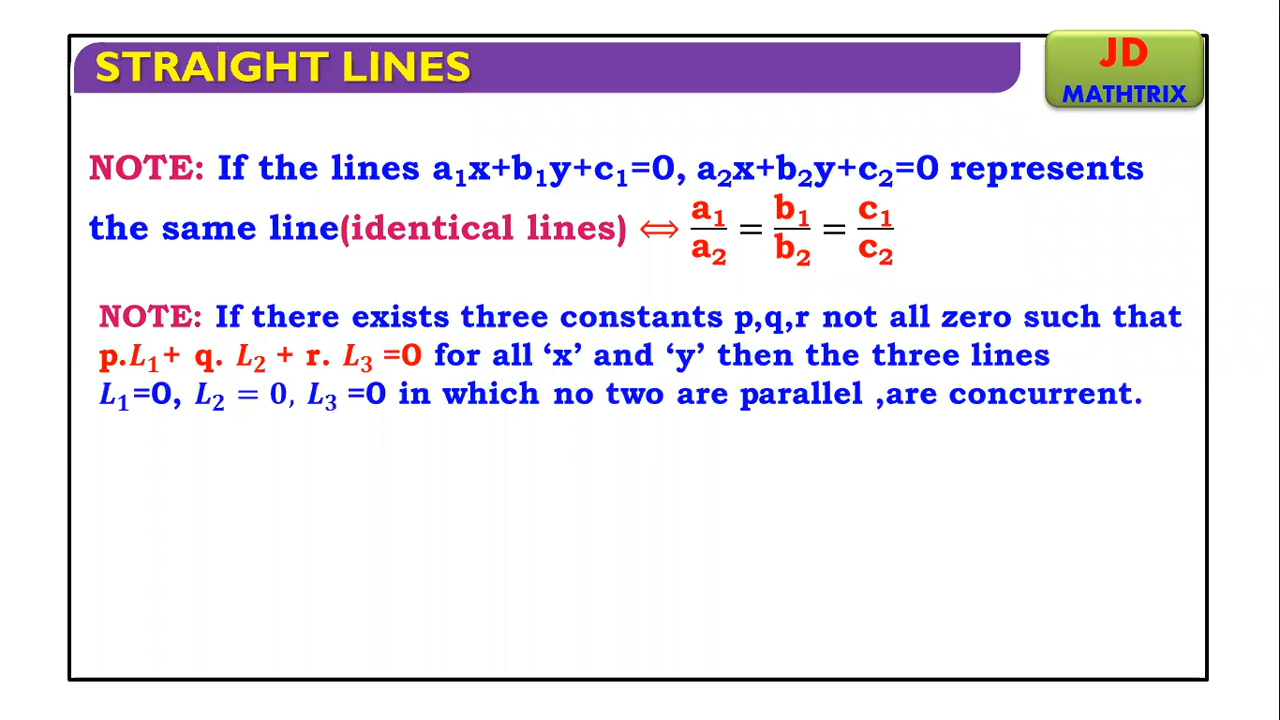 STRAIGHT LINES
JD
MATHTRIX
NOTE: If the lines a₁x+b₁y+c₁=0, a₂x+b₂y+c₂=0 represents
the same line(identical lines) ⟺ a₁/a₂ = b₁/b₂ = c₁/c₂
NOTE: If there exists three constants p,q,r not all zero such that
p.L₁+ q. L₂ + r. L₃ =0 for all ‘x’ and ‘y’ then the three lines
L₁=0, L₂ = 0, L₃ =0 in which no two are parallel ,are concurrent.